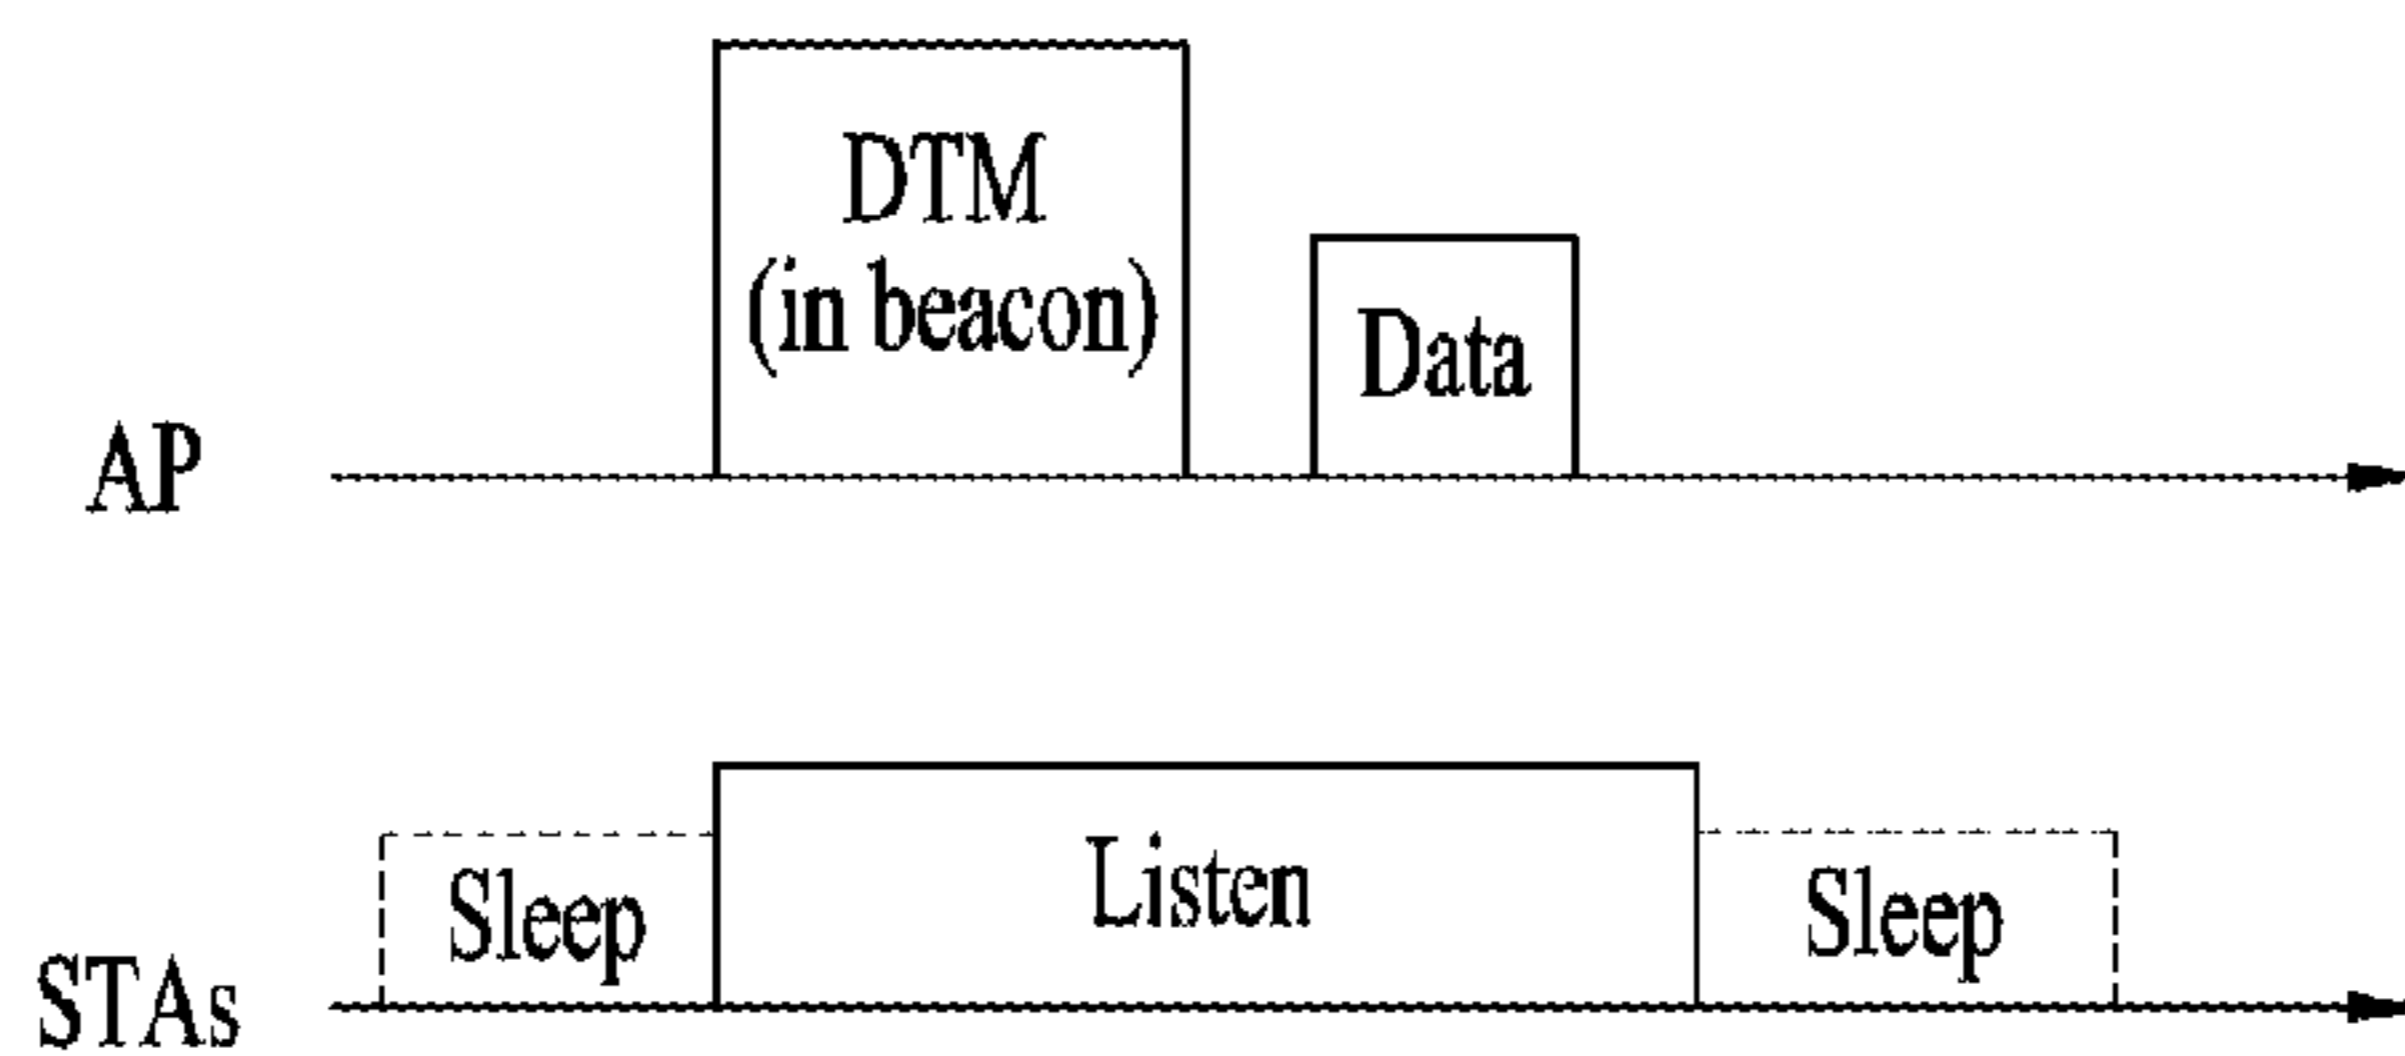 DTM
(in beacon)
Data
AP
Listen
Sleep
Sleep
STAs